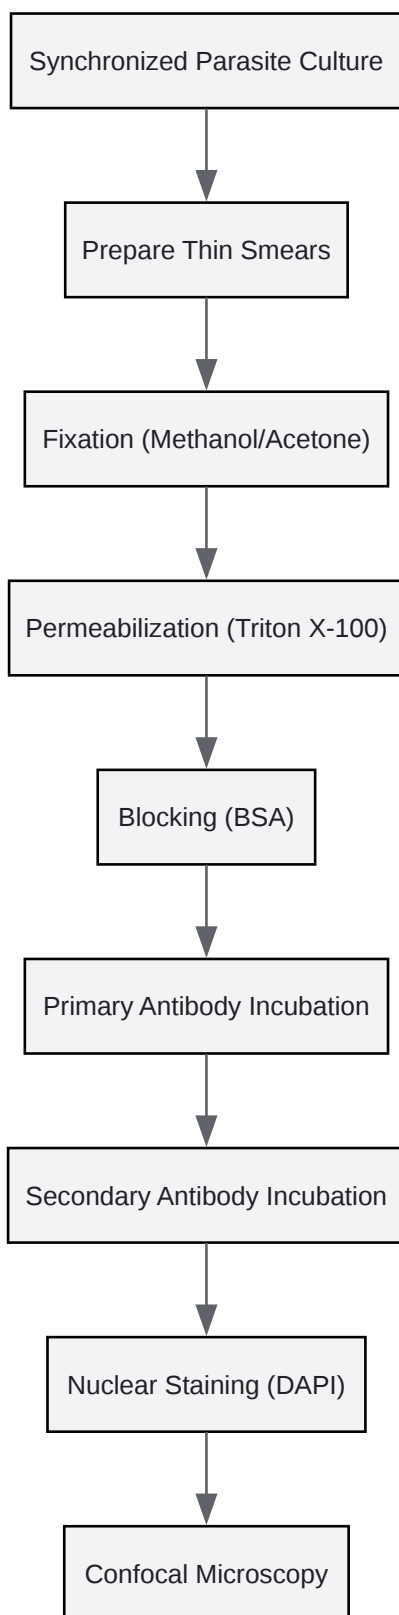 Synchronized Parasite Culture
Prepare Thin Smears
Fixation (Methanol/Acetone)
Permeabilization (Triton X-100)
Blocking (BSA)
Primary Antibody Incubation
Secondary Antibody Incubation
Nuclear Staining (DAPI)
Confocal Microscopy